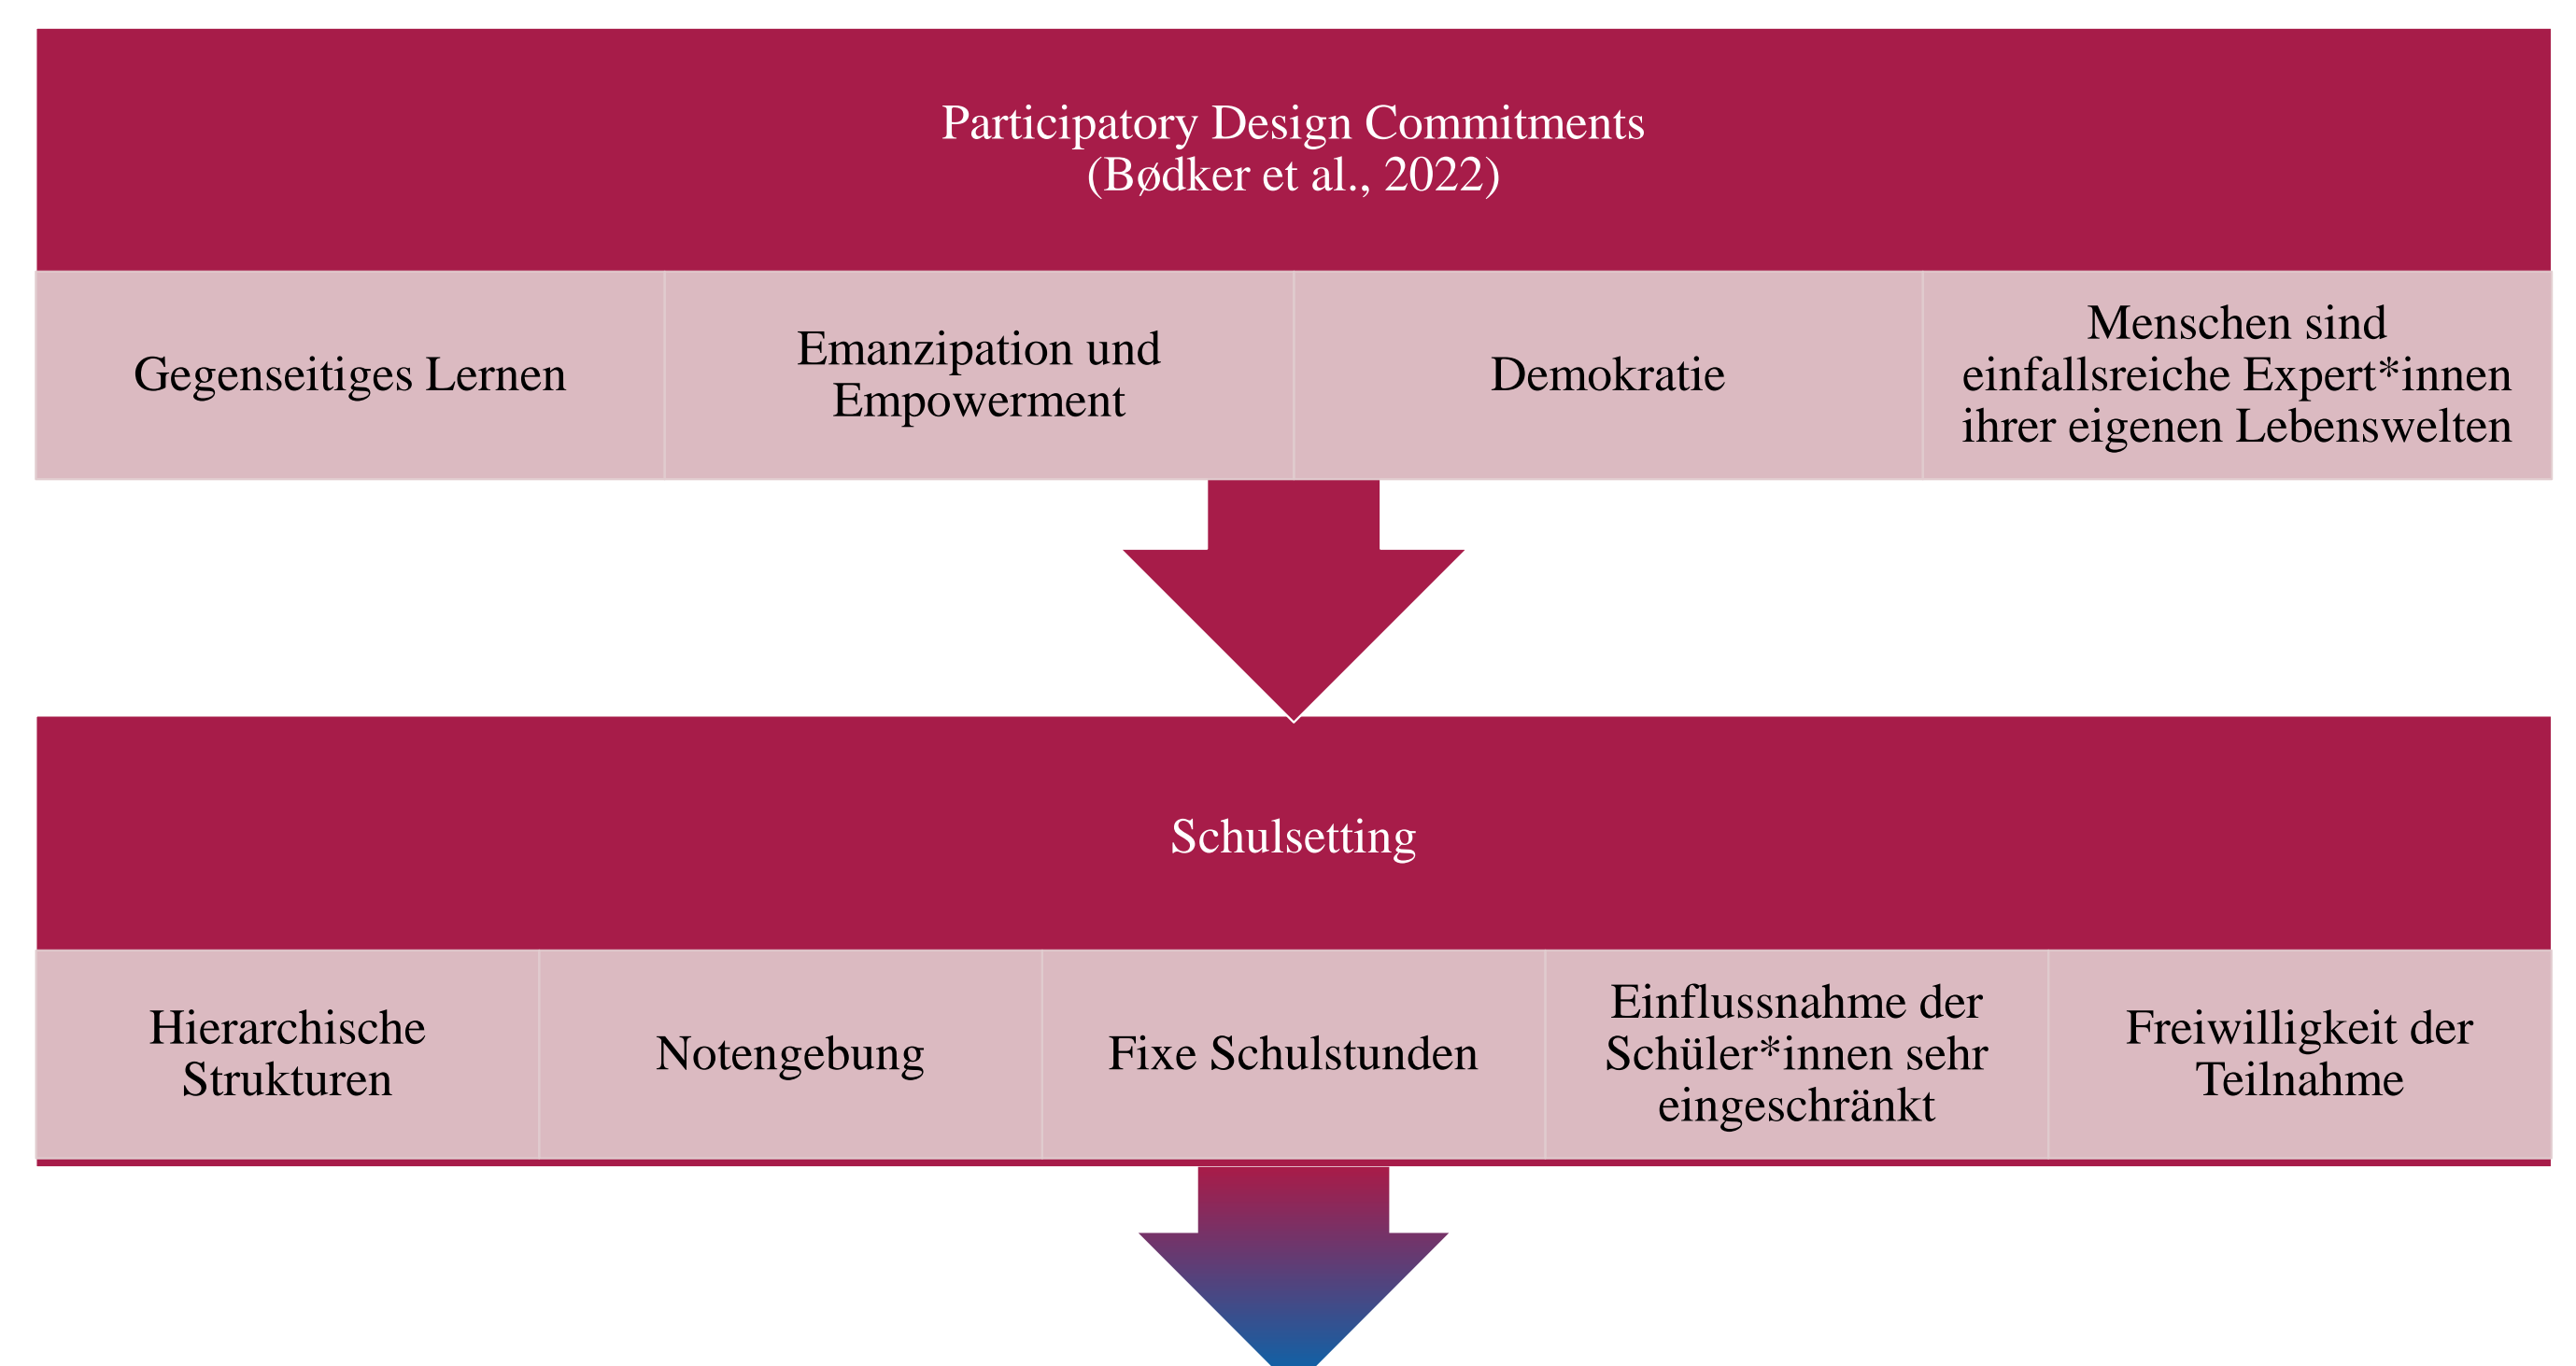 Participatory Design Commitments
(Bødker et al., 2022)
Gegenseitiges Lernen
Emanzipation und
Empowerment
Demokratie
Menschen sind
einfallsreiche Expert*innen
ihrer eigenen Lebenswelten
Schulsetting
Hierarchische
Strukturen
Notengebung
Fixe Schulstunden
Einflussnahme der
Schüler*innen sehr
eingeschränkt
Freiwilligkeit der
Teilnahme